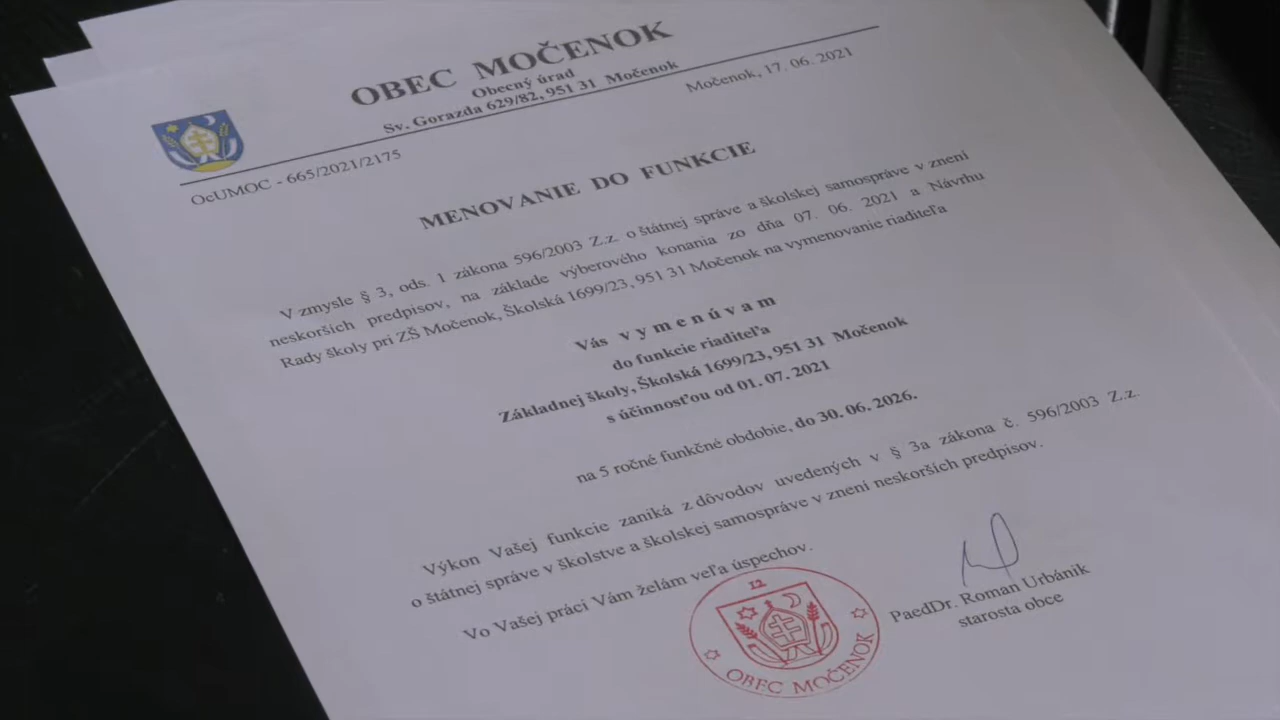 OBEC MOČENOK
Obecný úrad
Sv. Gorazda 629/82, 951 31 Močenok
OcUMOC - 665/2021/2175
Močenok, 17. 06. 2021
MENOVANIE DO FUNKCIE
V zmysle § 3, ods. 1 zákona 596/2003 Z.z. o štátnej správe a školskej samospráve v znení
neskorších predpisov, na základe výberového konania zo dňa 07. 06. 2021 a Návrhu
Rady školy pri ZŠ Močenok, Školská 1699/23, 951 31 Močenok na vymenovanie riaditeľa
Vás v y m e n ú v a m
do funkcie riaditeľa
Základnej školy, Školská 1699/23, 951 31 Močenok
s účinnosťou od 01. 07. 2021
na 5 ročné funkčné obdobie, do 30. 06. 2026.
Výkon Vašej funkcie zaniká z dôvodov uvedených v § 3a zákona č. 596/2003 Z.z.
o štátnej správe v školstve a školskej samospráve v znení neskorších predpisov.
Vo Vašej práci Vám želám veľa úspechov.
PaedDr. Roman Urbánik
starosta obce
12
OBEC MOČENOK